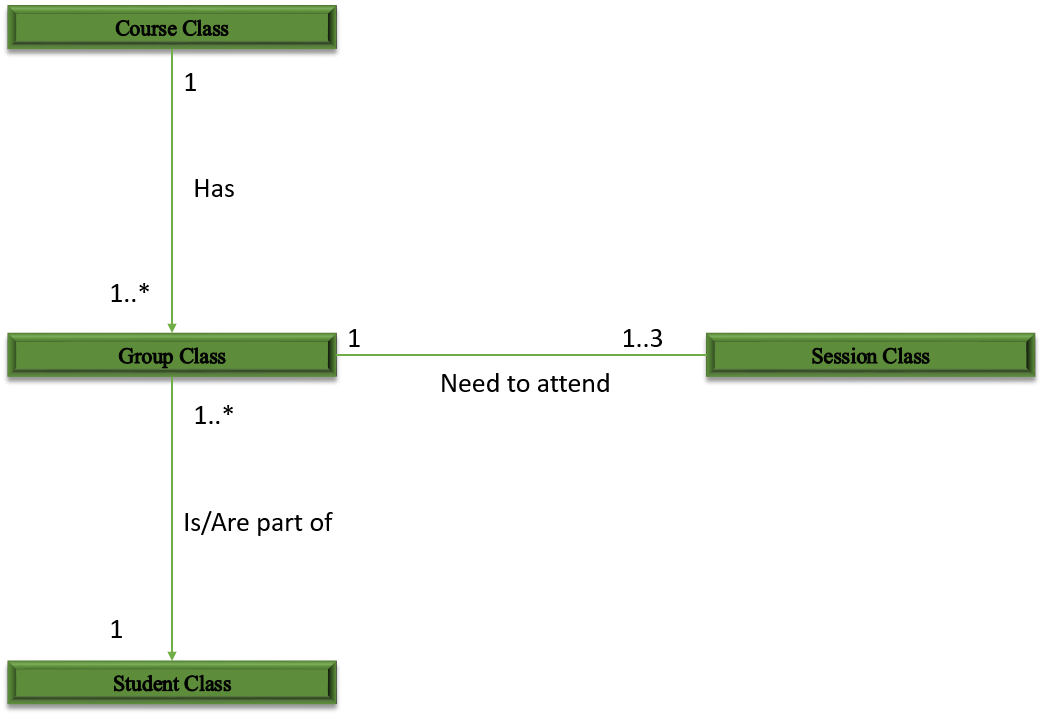 Course Class
1
Has
1..*
Group Class
1
1..3
Session Class
Need to attend
1..*
Is/Are part of
1
Student Class